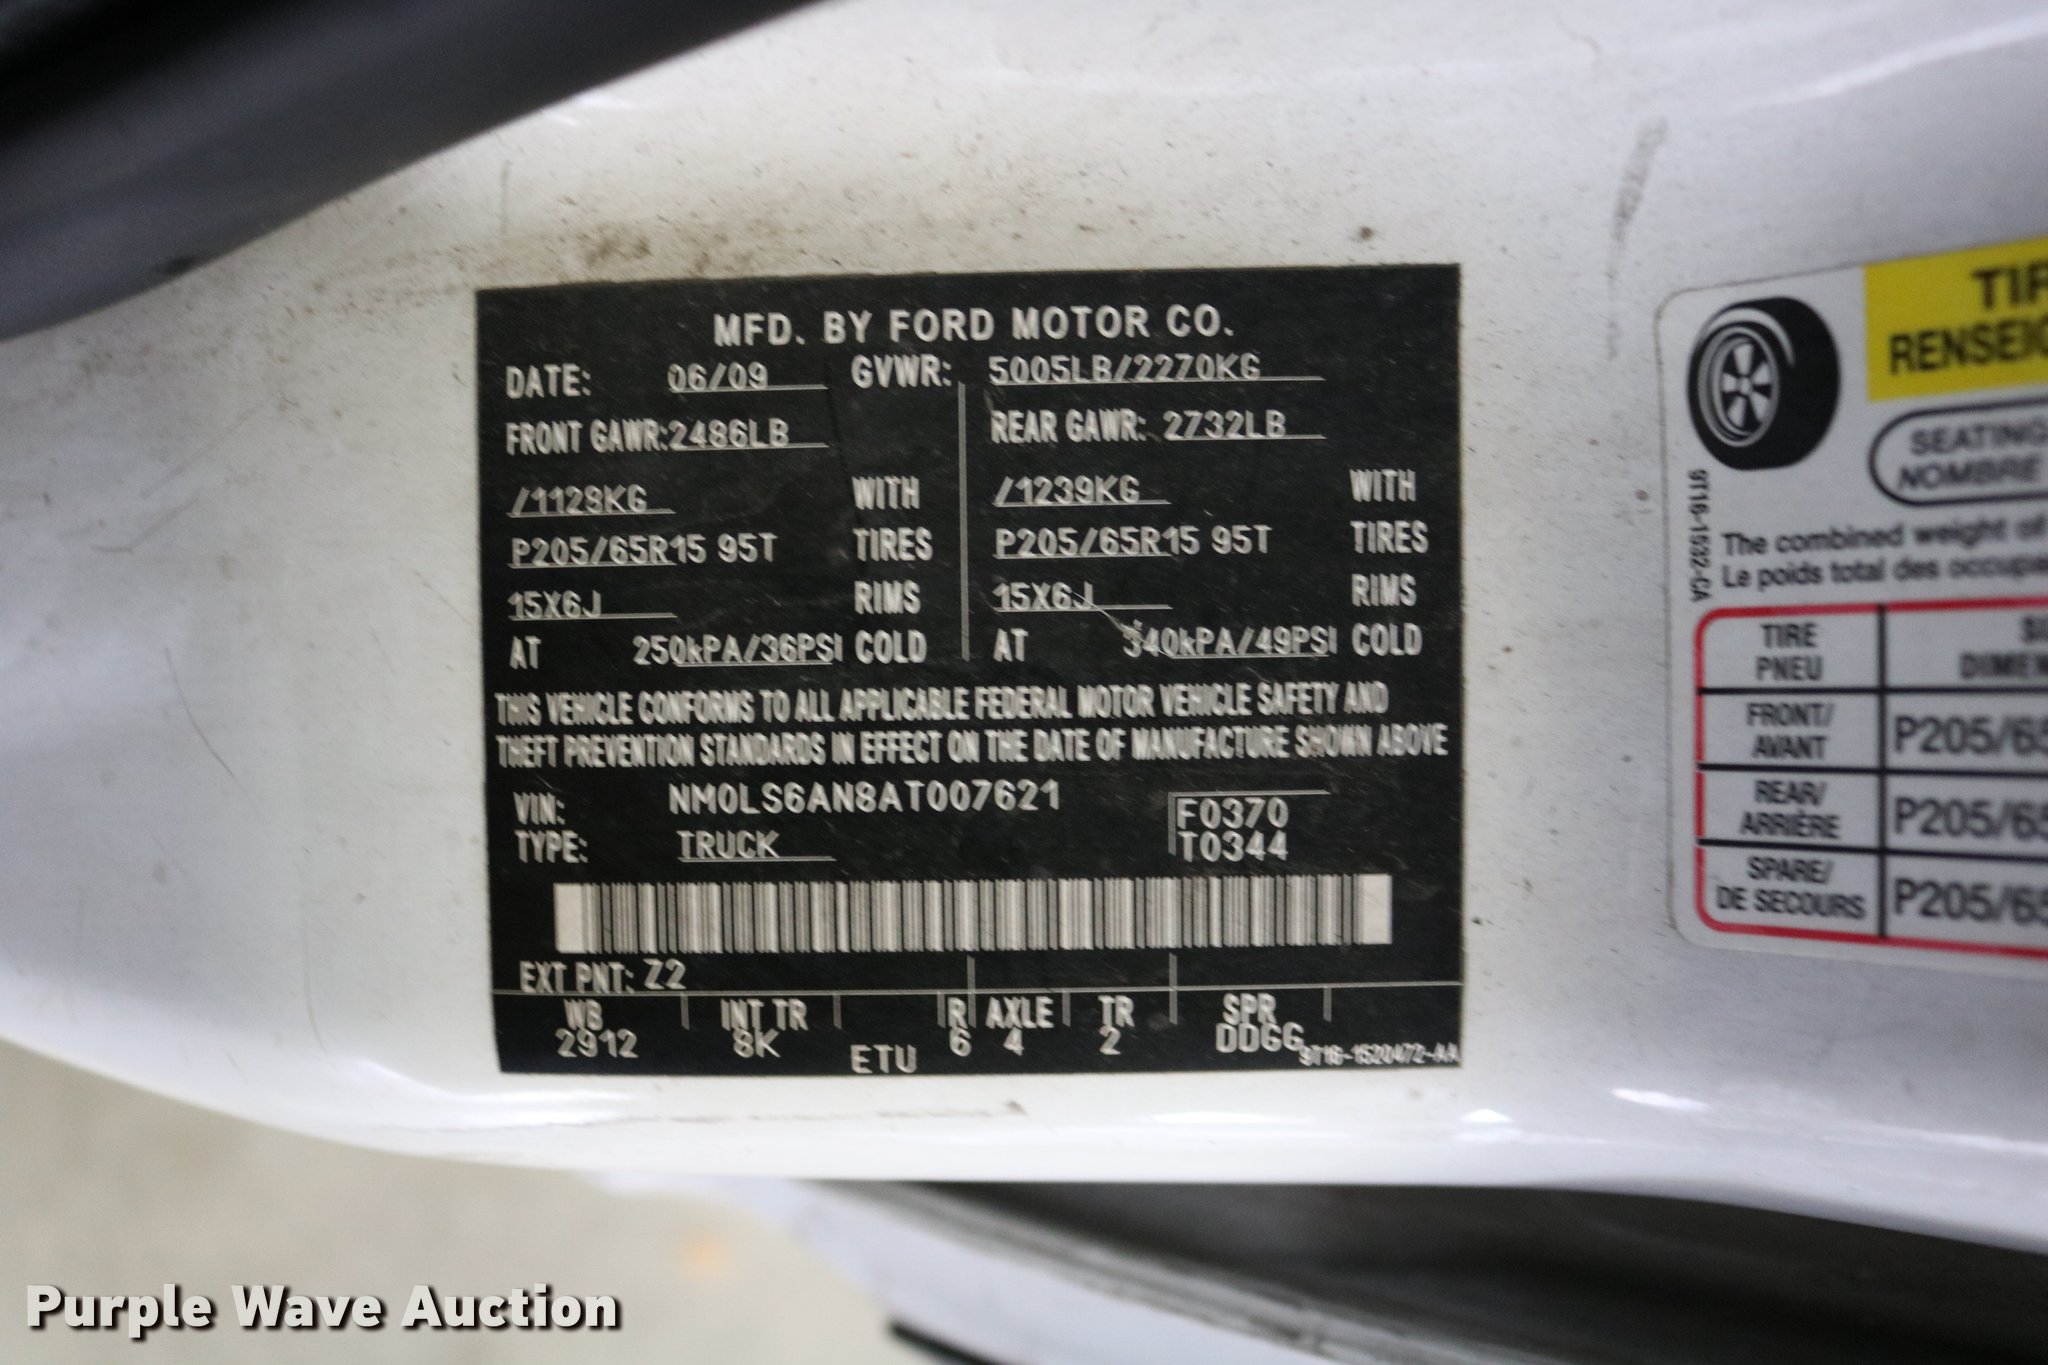 MFD. BY FORD MOTOR CO.
DATE: 06/09 GVWR: 5005LB/2270KG
FRONT GAWR:2486LB REAR GAWR: 2732LB
/1128KG WITH /1239KG WITH
P205/65R15 95T TIRES P205/65R15 95T TIRES
15X6J RIMS 15X6J RIMS
AT 250kPA/36PSI COLD AT 340kPA/49PSI COLD
THIS VEHICLE CONFORMS TO ALL APPLICABLE FEDERAL MOTOR VEHICLE SAFETY AND
THEFT PREVENTION STANDARDS IN EFFECT ON THE DATE OF MANUFACTURE SHOWN ABOVE
VIN: NM0LS6AN8AT007621 F0370
TYPE: TRUCK T0344
EXT PNT: Z2
WB INT TR R AXLE TR SPR
2912 8K ETU 6 4 2 DDGG
9T16-1520472-AA
TIR
RENSEIG
SEATING
NOMBRE
9T16-1532-CA
The combined weight of
Le poids total des occupa
TIRE SI
PNEU DIMEN
FRONT/
AVANT P205/65
REAR/
ARRIÈRE P205/65
SPARE/
DE SECOURS P205/65
Purple Wave Auction